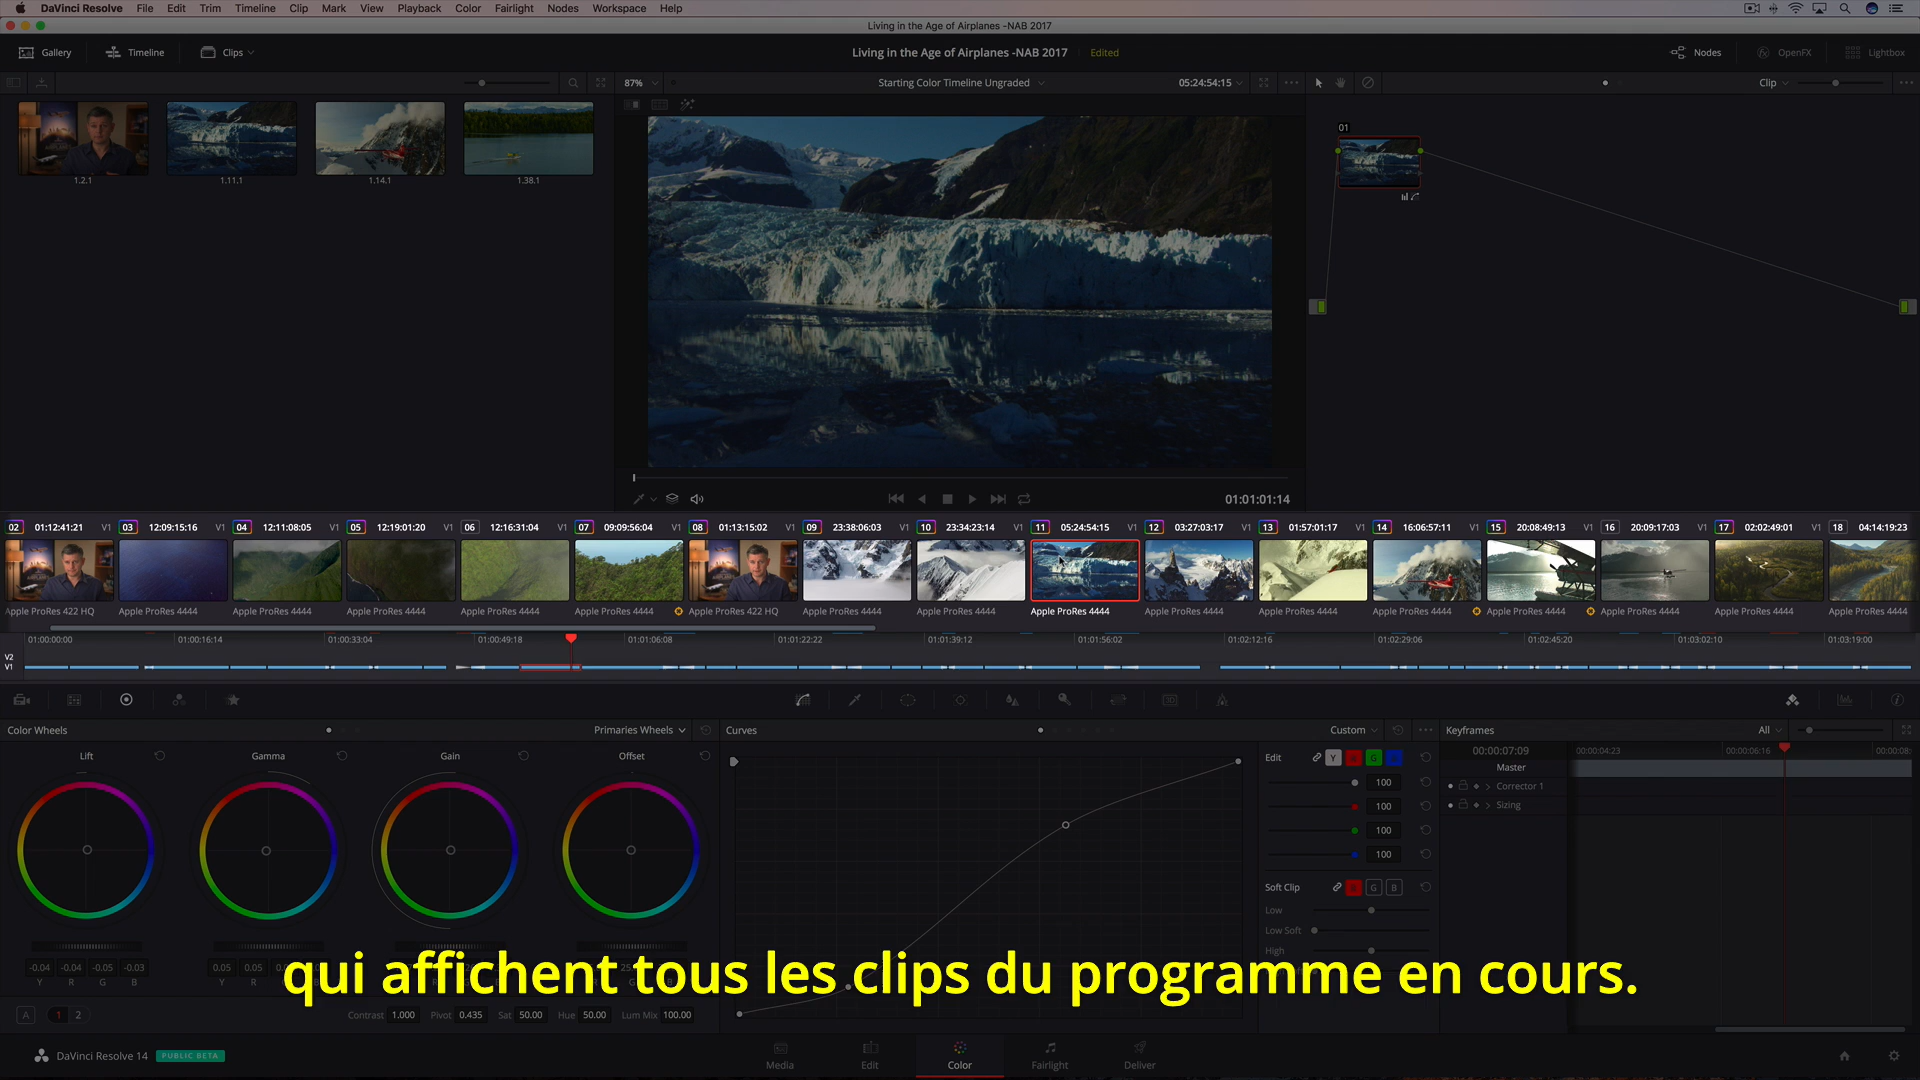 DaVinci Resolve File Edit Trim Timeline Clip Mark View Playback Color Fairlight Nodes Workspace Help
Living in the Age of Airplanes -NAB 2017
Gallery Timeline Clips Living in the Age of Airplanes -NAB 2017 Edited Nodes OpenFX Lightbox
87% Starting Color Timeline Ungraded 05:24:54:15 Clip
01
1.2.1 1.11.1 1.14.1 1.38.1
01:01:01:14
02 01:12:41:21 V1 03 12:09:15:16 V1 04 12:11:08:05 V1 05 12:19:01:20 V1 06 12:16:31:04 V1 07 09:09:56:04 V1 08 01:13:15:02 V1 09 23:38:06:03 V1 10 23:34:23:14 V1 11 05:24:54:15 V1 12 03:27:03:17 V1 13 01:57:01:17 V1 14 16:06:57:11 V1 15 20:08:49:13 V1 16 20:09:17:03 V1 17 02:02:49:01 V1 18 04:14:19:23
Apple ProRes 422 HQ Apple ProRes 4444 Apple ProRes 4444 Apple ProRes 4444 Apple ProRes 4444 Apple ProRes 4444 Apple ProRes 422 HQ Apple ProRes 4444 Apple ProRes 4444 Apple ProRes 4444 Apple ProRes 4444 Apple ProRes 4444 Apple ProRes 4444 Apple ProRes 4444 Apple ProRes 4444 Apple ProRes 4444 Apple ProRes 4444
01:00:00:00 01:00:16:14 01:00:33:04 01:00:49:18 01:01:06:08 01:01:22:22 01:01:39:12 01:01:56:02 01:02:12:16 01:02:29:06 01:02:45:20 01:03:02:10 01:03:19:00
V2
V1
Color Wheels Primaries Wheels Curves Custom Keyframes All
Lift Gamma Gain Offset
Edit Y R G B
100
100
100
100
Soft Clip R G B
Low
Low Soft
High
00:00:07:09 00:00:04:23 00:00:06:16 00:00:08:
Master
Corrector 1
Sizing
-0.04 -0.04 -0.05 -0.03 0.05 0.05
Y R G B Y R
qui affichent tous les clips du programme en cours.
A 1 2 Contrast 1.000 Pivot 0.435 Sat 50.00 Hue 50.00 Lum Mix 100.00
DaVinci Resolve 14 PUBLIC BETA
Media Edit Color Fairlight Deliver